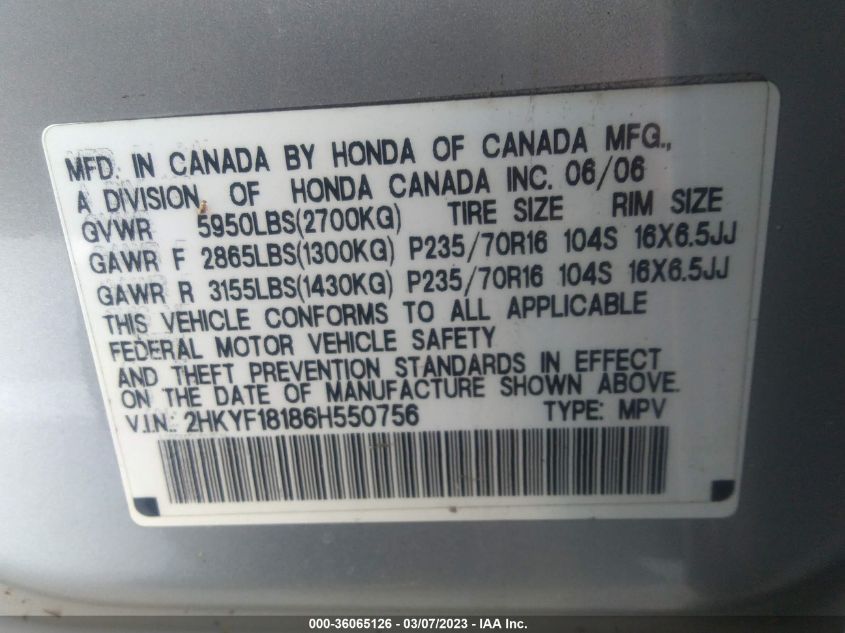 MFD. IN CANADA BY HONDA OF CANADA MFG.,
A DIVISION OF HONDA CANADA INC. 06/06
GVWR 5950LBS(2700KG) TIRE SIZE RIM SIZE
GAWR F 2865LBS(1300KG) P235/70R16 104S 16X6.5JJ
GAWR R 3155LBS(1430KG) P235/70R16 104S 16X6.5JJ
THIS VEHICLE CONFORMS TO ALL APPLICABLE
FEDERAL MOTOR VEHICLE SAFETY
AND THEFT PREVENTION STANDARDS IN EFFECT
ON THE DATE OF MANUFACTURE SHOWN ABOVE.
V.I.N.: 2HKYF18186H550756 TYPE: MPV
000-36065126 — 03/07/2023 — IAA Inc.